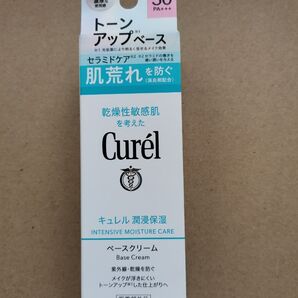 30
PA+++
トーン
アップベース
セラミドケア
肌荒れを防ぐ
乾燥性敏感肌
を考えた
Curél
キュレル 潤浸保湿
INTENSIVE MOISTURE CARE
ベースクリーム
Base Cream
紫外線・乾燥を防ぐ
メイクが浮きにくい
トーンアップした仕上がりへ